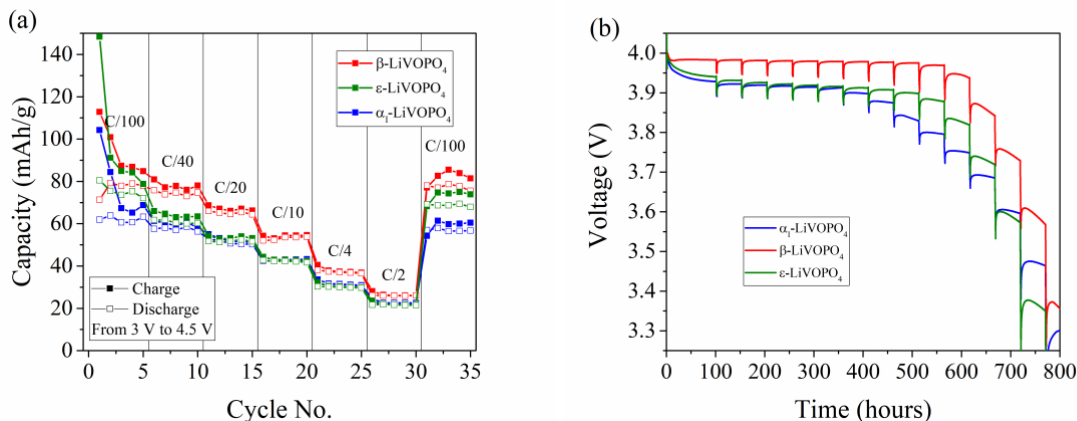 (a)
150
140
120
100
80
60
40
20
0
Capacity (mAh/g)
C/100
C/40
C/20
C/10
C/4
C/2
C/100
β-LiVOPO4
ε-LiVOPO4
αI-LiVOPO4
Charge
Discharge
From 3 V to 4.5 V
0 5 10 15 20 25 30 35
Cycle No.
(b)
4.0
3.9
3.8
3.7
3.6
3.5
3.4
3.3
Voltage (V)
αI-LiVOPO4
β-LiVOPO4
ε-LiVOPO4
0 100 200 300 400 500 600 700 800
Time (hours)